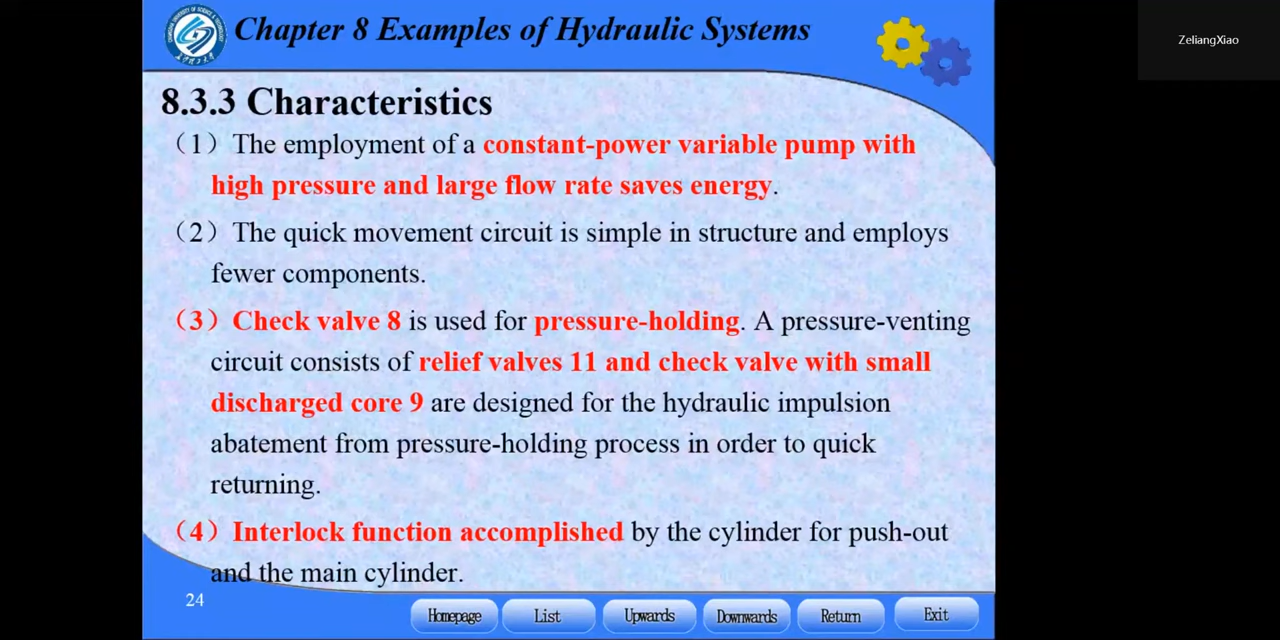 Chapter 8 Examples of Hydraulic Systems
ZeliangXiao
8.3.3 Characteristics
（1）The employment of a constant-power variable pump with
high pressure and large flow rate saves energy.
（2）The quick movement circuit is simple in structure and employs
fewer components.
（3）Check valve 8 is used for pressure-holding. A pressure-venting
circuit consists of relief valves 11 and check valve with small
discharged core 9 are designed for the hydraulic impulsion
abatement from pressure-holding process in order to quick
returning.
（4）Interlock function accomplished by the cylinder for push-out
and the main cylinder.
24
Homepage List Upwards Downwards Return Exit